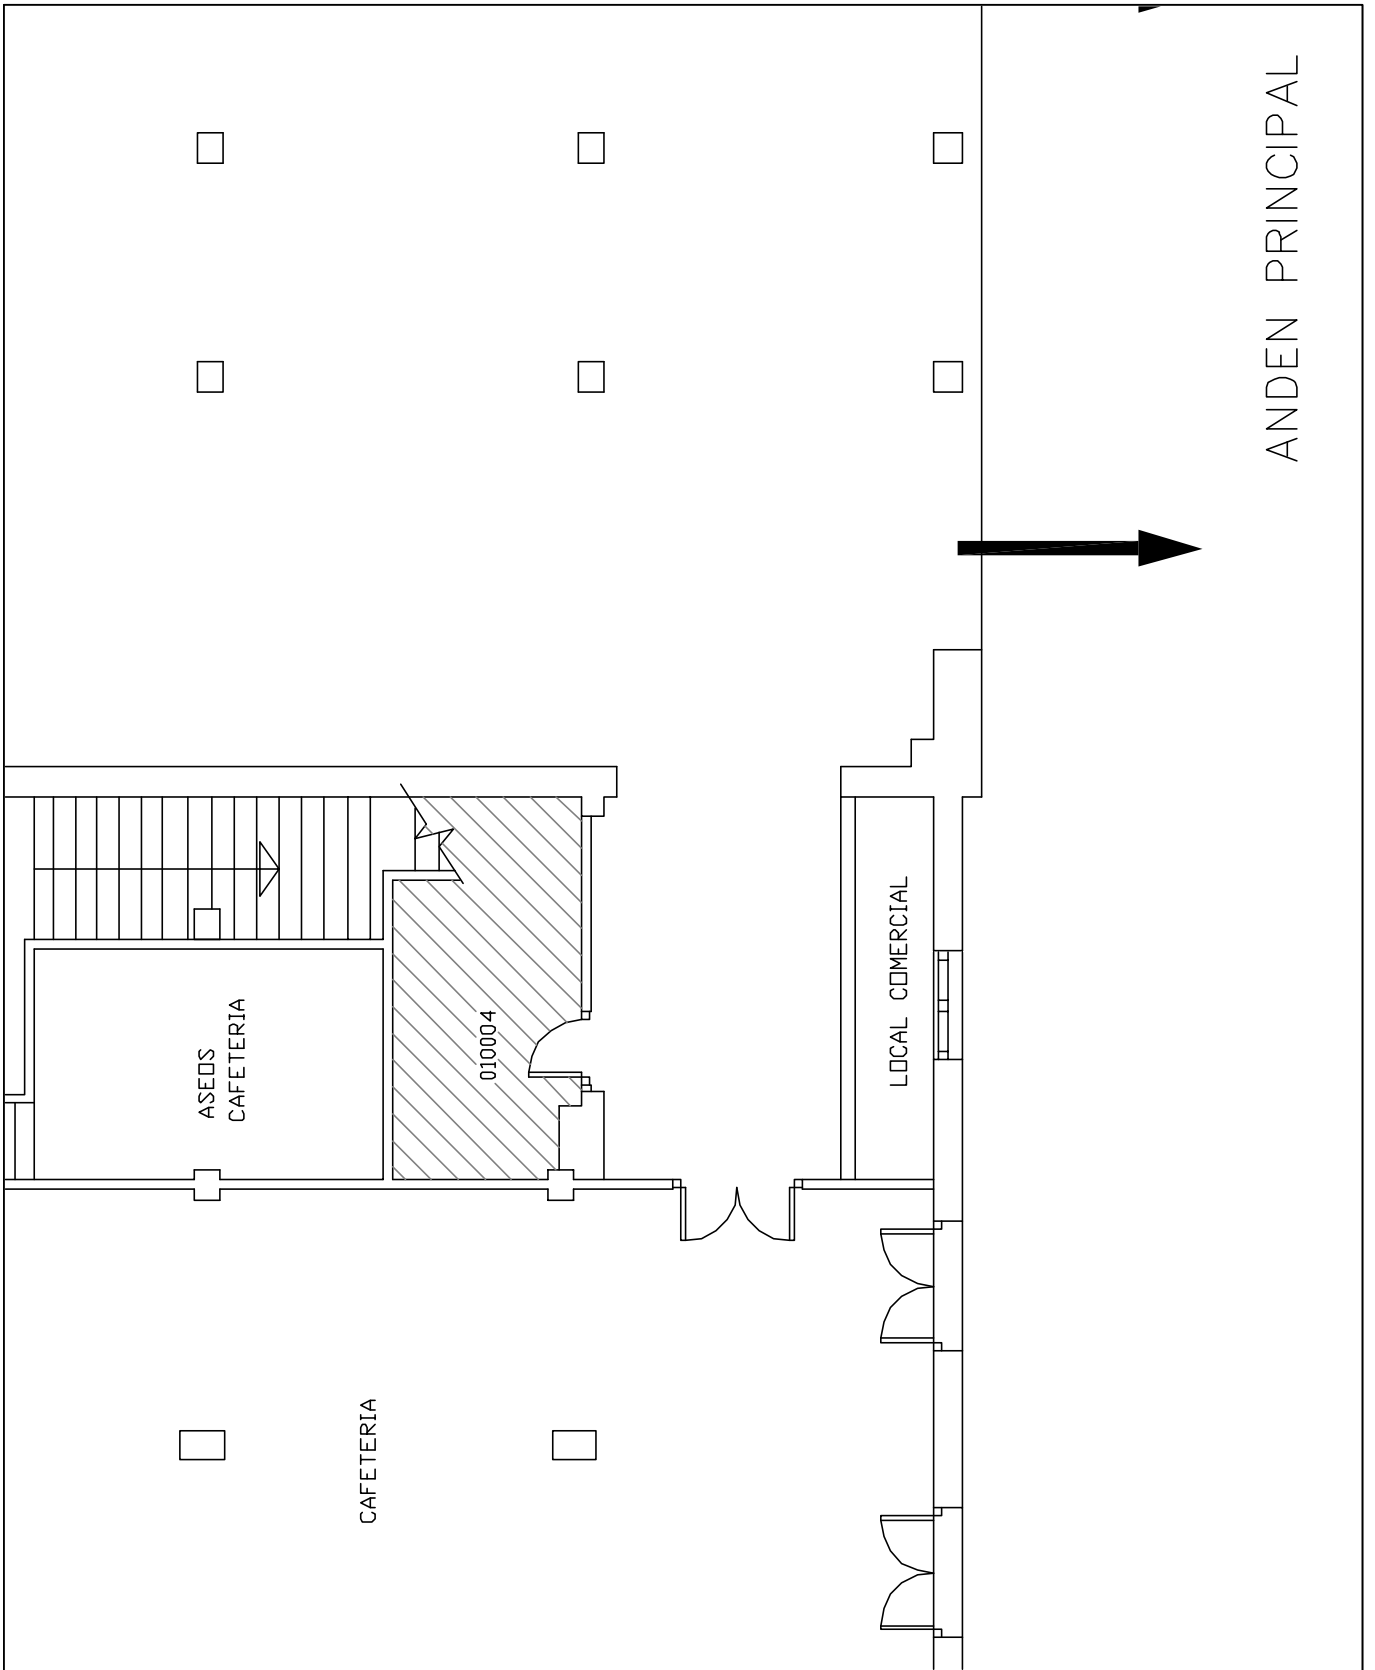 ANDEN PRINCIPAL
LOCAL COMERCIAL
010004
ASEOS
CAFETERIA
CAFETERIA